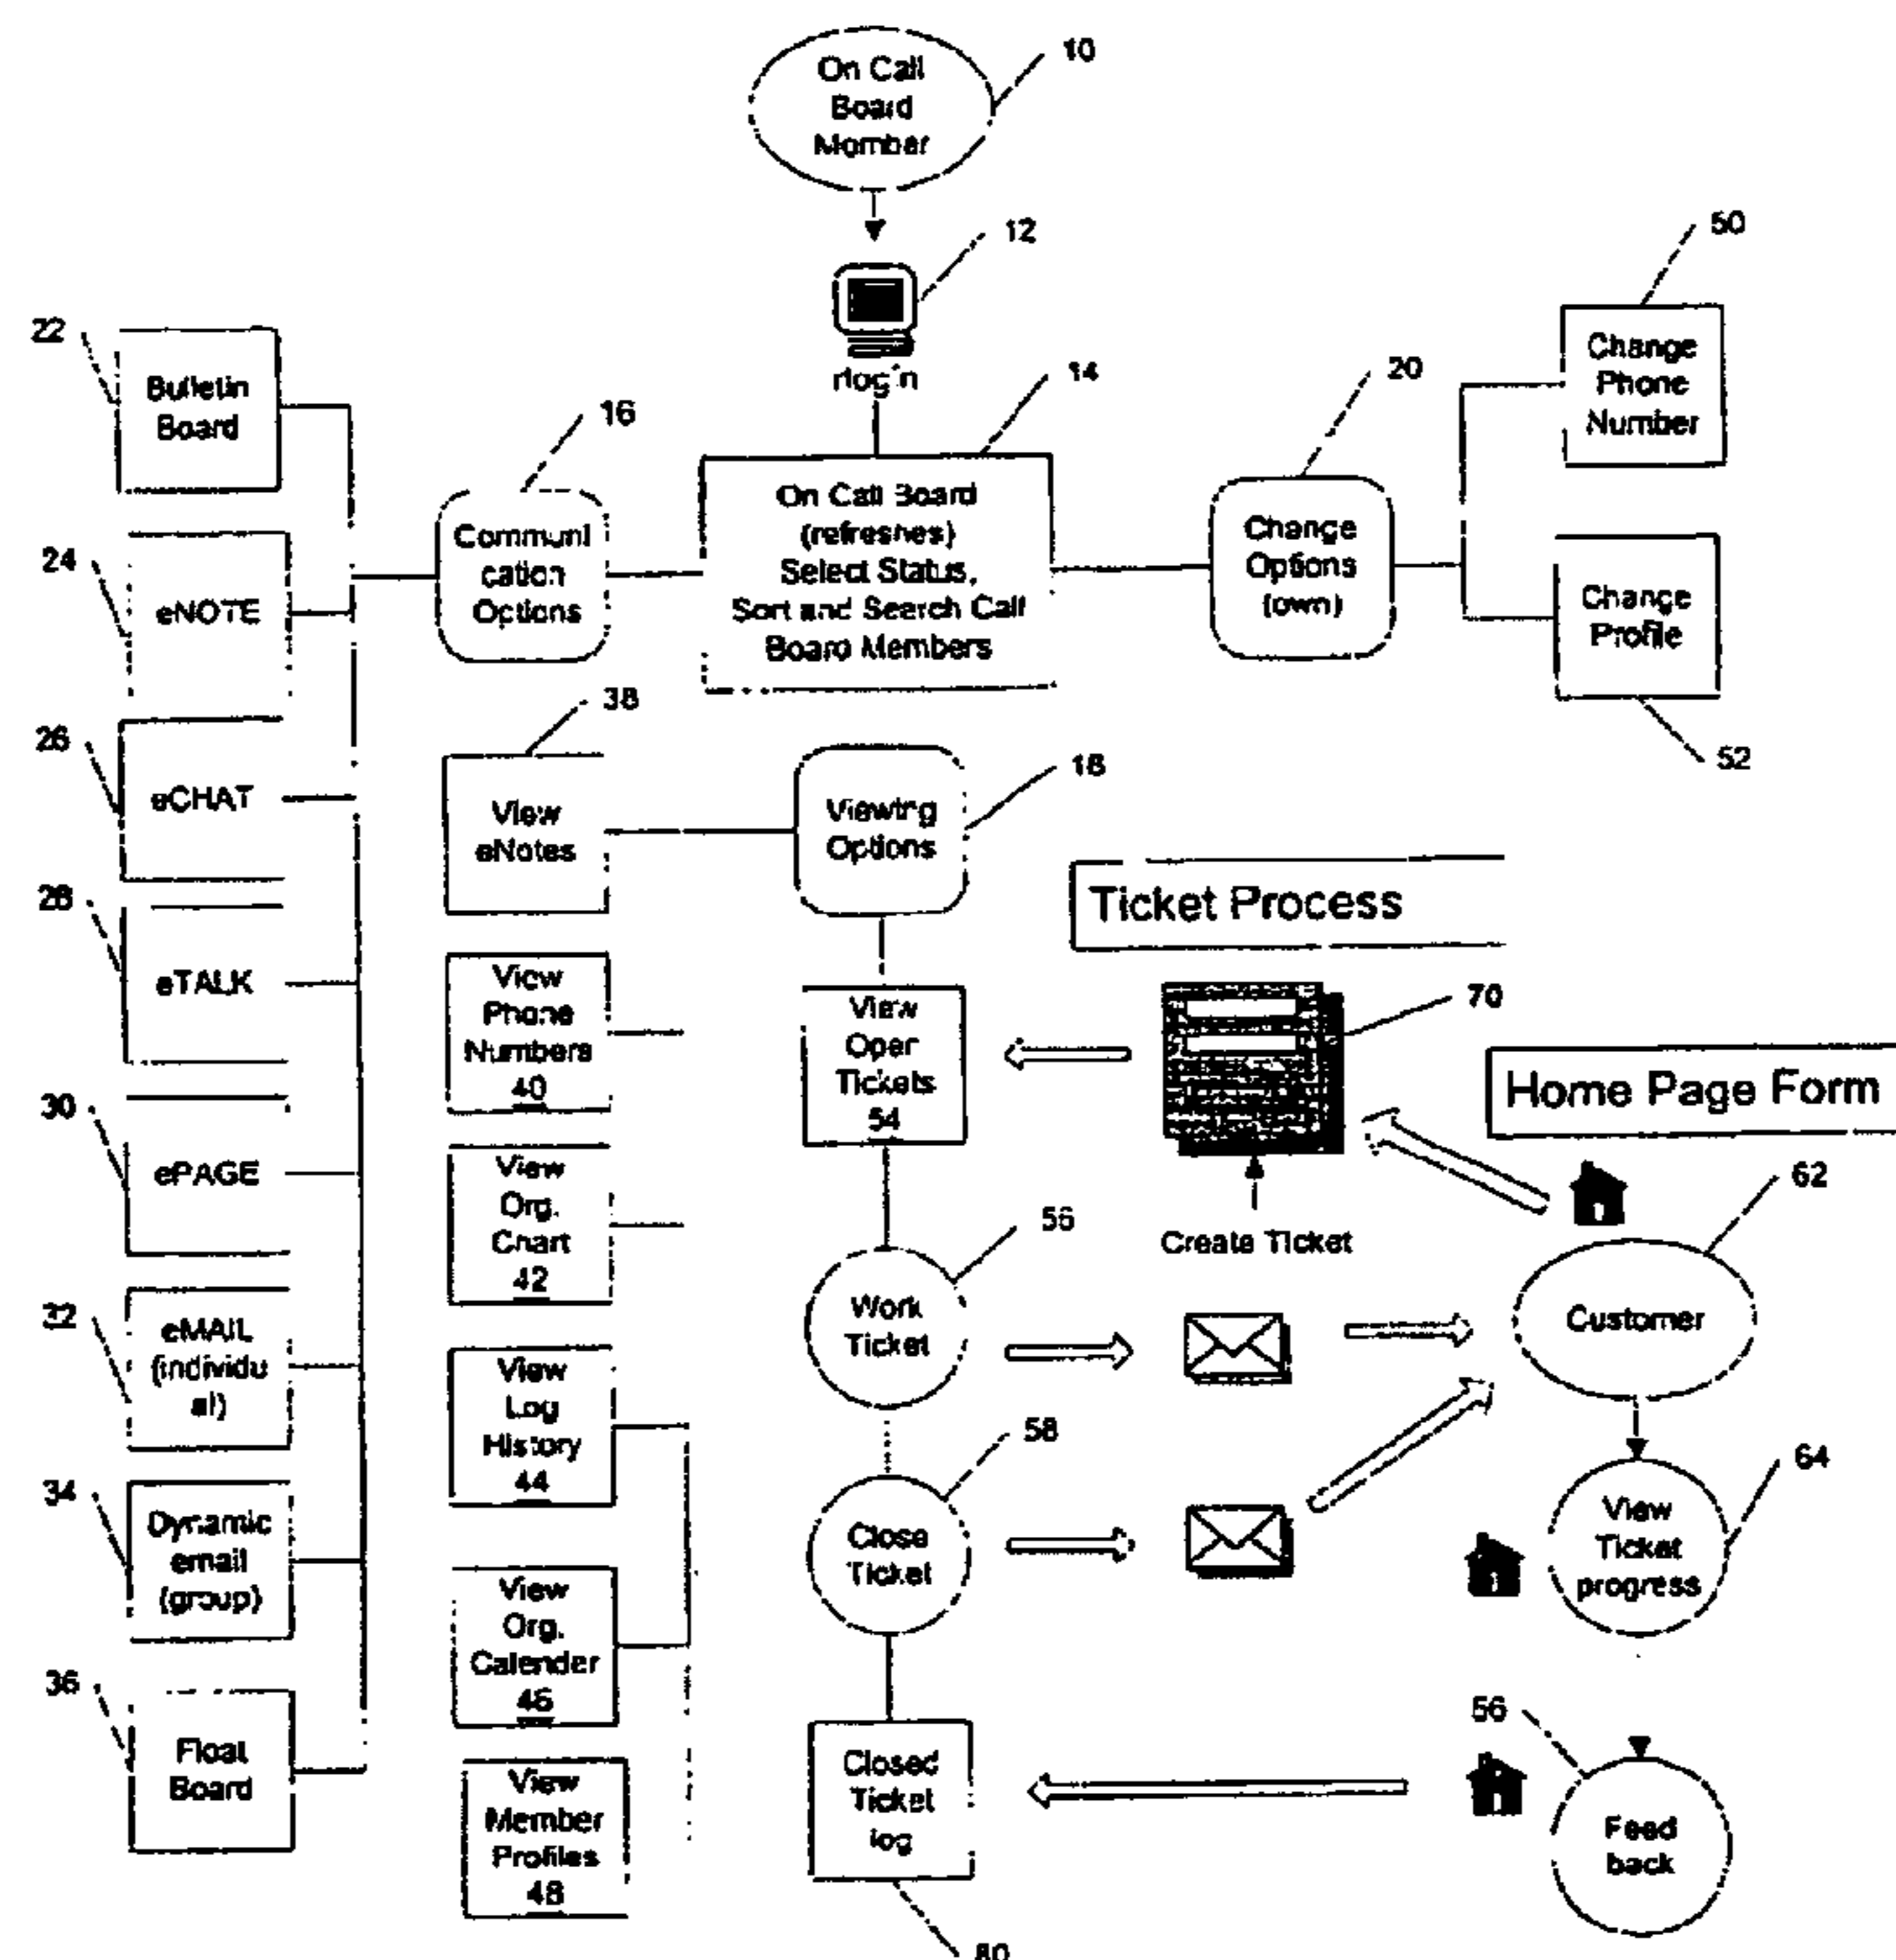 10
On Call
Board
Member
12
rlog'n
50
Change
Phone
Number
22
Bulletin
Board
16
14
20
Communi
cation
Options
On Call Board
(refreshes)
Select Status,
Sort and Search Call
Board Members
Change
Options
(own)
24
eNOTE
Change
Profile
52
26
eCHAT
38
View
eNotes
Viewing
Options
18
Ticket Process
28
eTALK
View
Phone
Numbers
40
View
Open
Tickets
54
70
Home Page Form
30
ePAGE
View
Org.
Chart
42
56
Create Ticket
62
32
eMAIL
(individu
al)
Work
Ticket
Customer
View
Log
History
44
34
Dynamic
email
(group)
58
Close
Ticket
64
View
Ticket
progress
View
Org.
Calender
46
36
Float
Board
View
Member
Profiles
48
Closed
Ticket
log
56
Feed
back